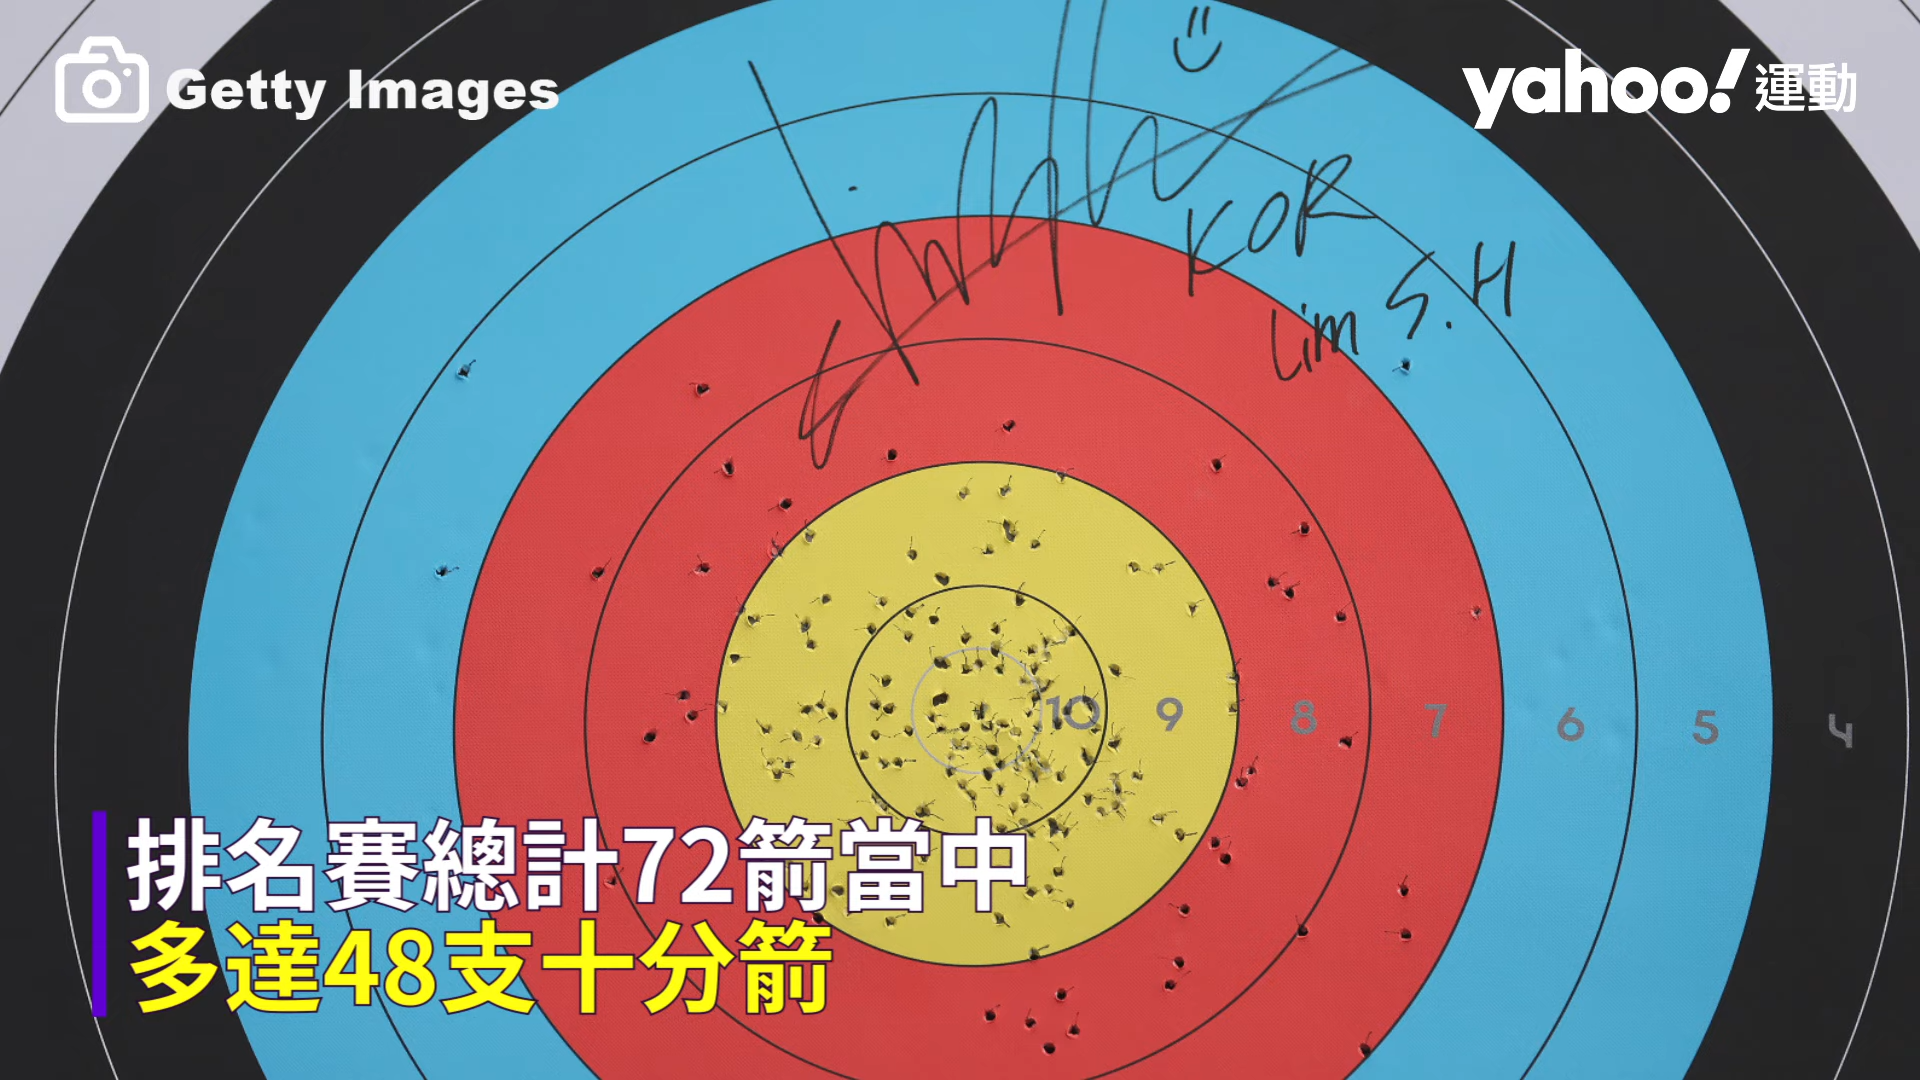 Getty Images
yahoo!運動
KOR
Lim S.H
10 9 8 7 6 5 4
排名賽總計72箭當中
多達48支十分箭